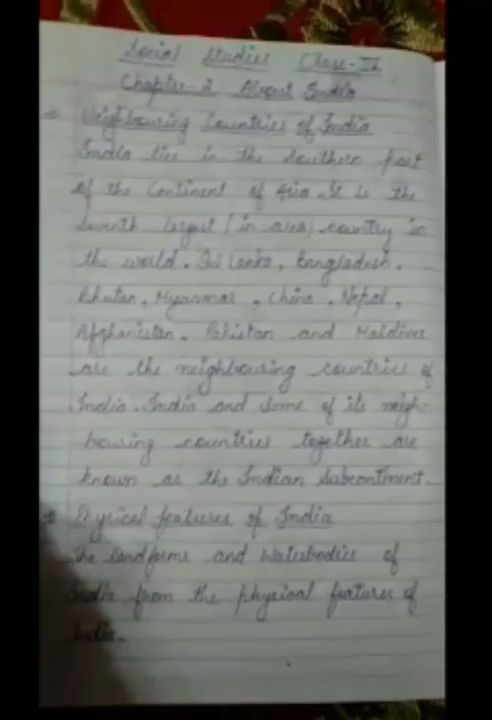 Social Studies Class-IV
Chapter-2 About India
Neighbouring Countries of India
India lies in the Southern part
of the Continent of Asia. It is the
Seventh largest (in area) country in
the world. Sri Lanka, Bangladesh,
Bhutan, Myanmar, China, Nepal,
Afghanistan, Pakistan and Maldives
are the neighbouring countries of
India. India and some of its neigh-
bouring countries together are
known as the Indian Subcontinent.
Physical features of India
The landforms and Waterbodies of
India from the physical features of
India.